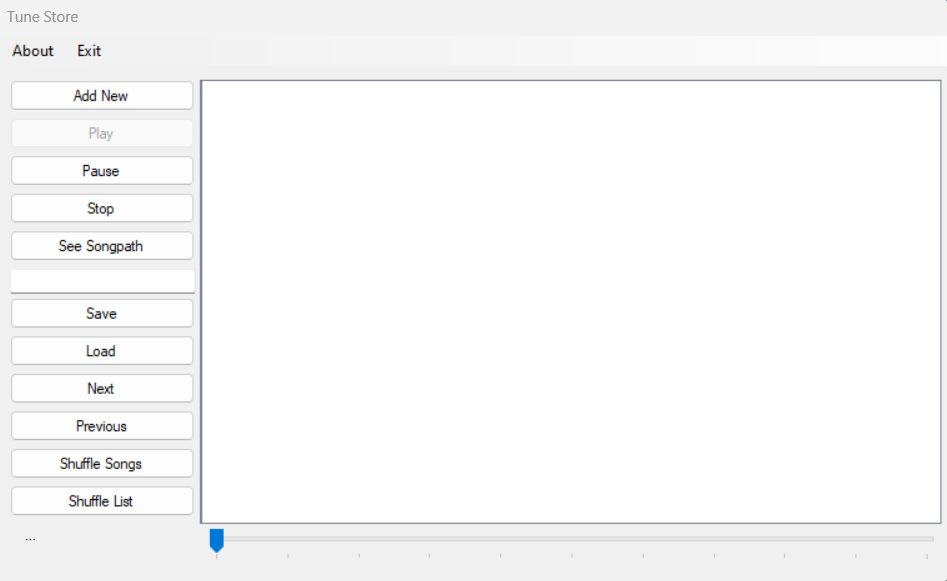 Tune Store
About Exit
Add New
Play
Pause
Stop
See Songpath
Save
Load
Next
Previous
Shuffle Songs
Shuffle List
...